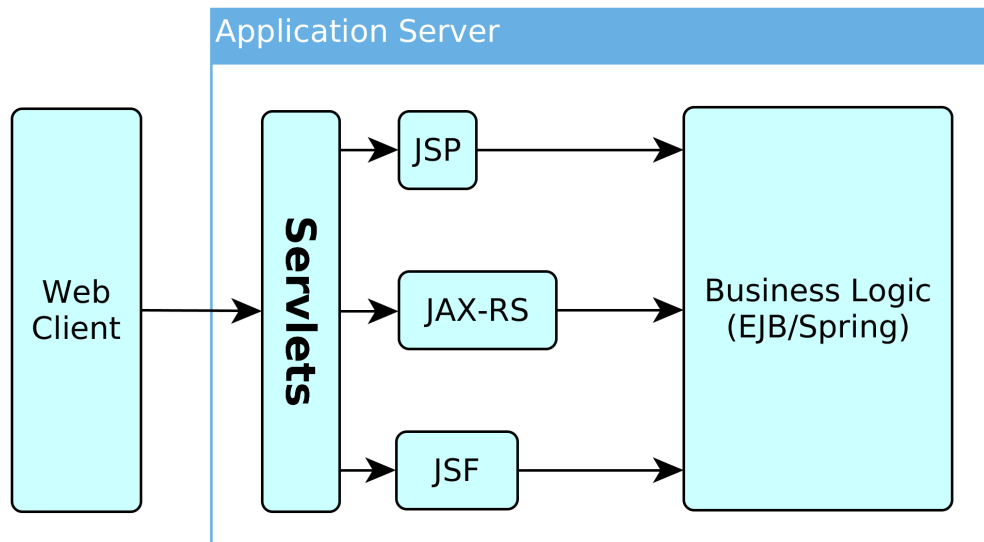 Application Server
Web
Client
Servlets
JSP
JAX-RS
JSF
Business Logic
(EJB/Spring)